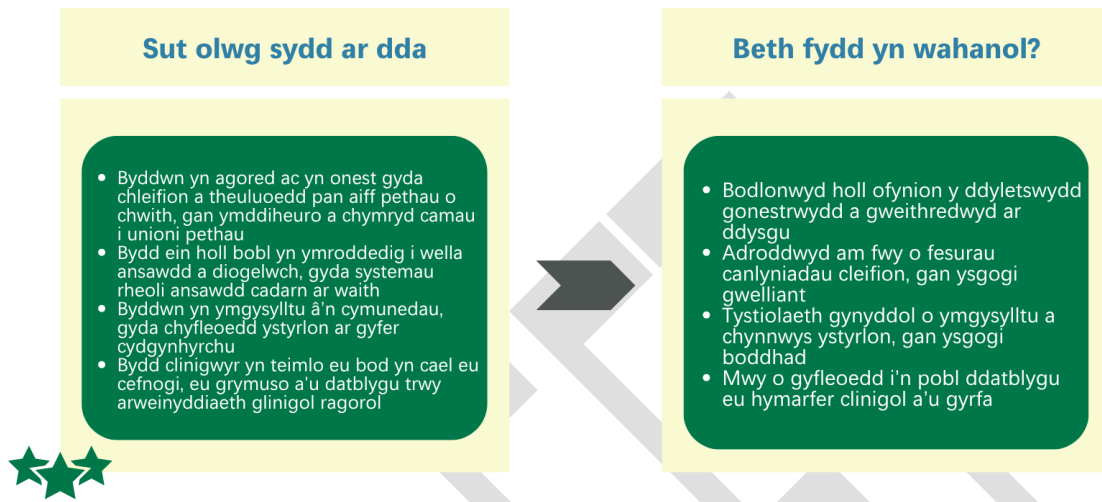 Sut olwg sydd ar dda
• Byddwn yn agored ac yn onest gyda
chleifion a theuluoedd pan aiff pethau o
chwith, gan ymddiheuro a chymryd camau
i unioni pethau
• Bydd ein holl bobl yn ymroddedig i wella
ansawdd a diogelwch, gyda systemau
rheoli ansawdd cadarn ar waith
• Byddwn yn ymgysylltu â'n cymunedau,
gyda chyfleoedd ystyrlon ar gyfer
cydgynhyrchu
• Bydd clinigwyr yn teimlo eu bod yn cael eu
cefnogi, eu grymuso a'u datblygu trwy
arweinyddiaeth glinigol ragorol
Beth fydd yn wahanol?
• Bodlonwyd holl ofynion y ddyletswydd
gonestrwydd a gweithredwyd ar
ddysgu
• Adroddwyd am fwy o fesurau
canlyniadau cleifion, gan ysgogi
gwelliant
• Tystiolaeth gynyddol o ymgysylltu a
chynnwys ystyrlon, gan ysgogi
boddhad
• Mwy o gyfleoedd i'n pobl ddatblygu
eu hymarfer clinigol a'u gyrfa